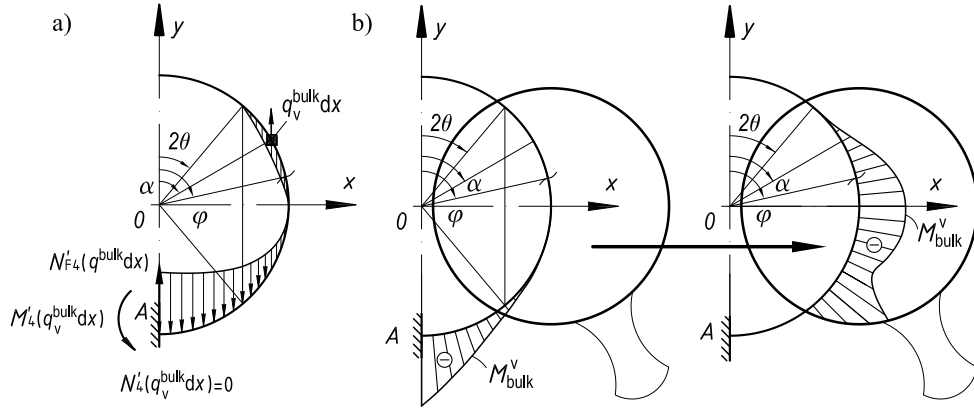 a)
y
q_v^bulk dx
2θ
α
φ
0
x
N'_F4(q^bulk dx)
A
M'_4(q_v^bulk dx)
N'_4(q_v^bulk dx)=0
b)
y
2θ
α
φ
0
x
A
M_bulk^v
y
2θ
α
φ
0
x
M_bulk^v
A